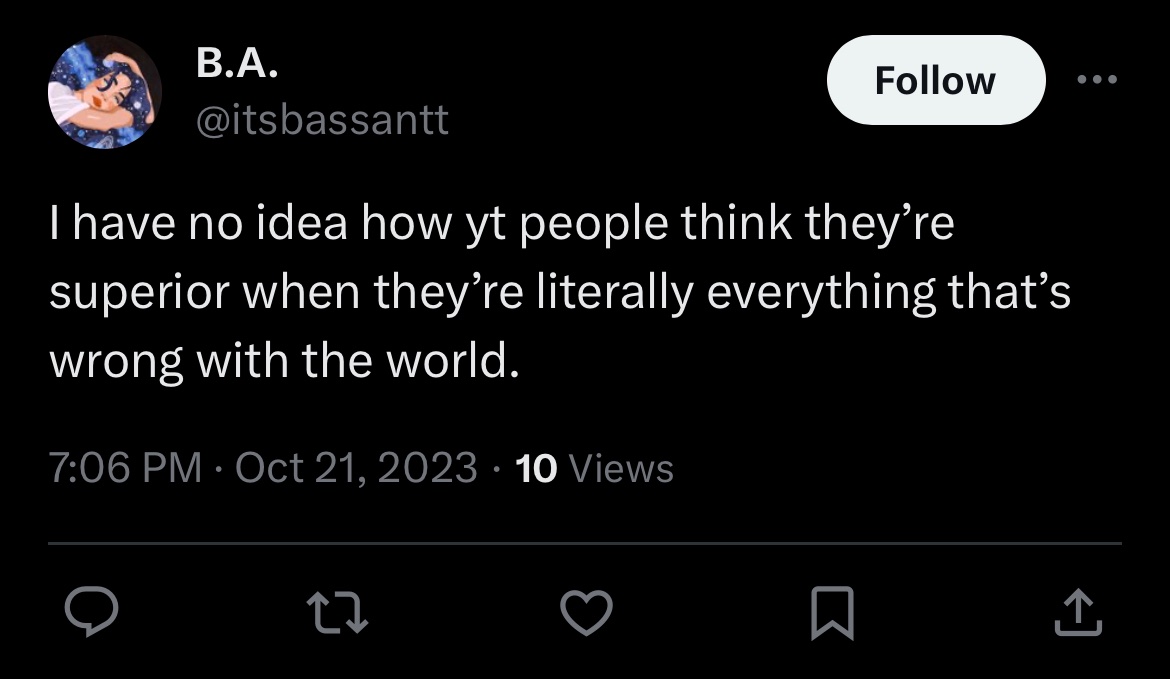 B.A.
@itsbassantt
Follow
I have no idea how yt people think they’re
superior when they’re literally everything that’s
wrong with the world.
7:06 PM · Oct 21, 2023 · 10 Views